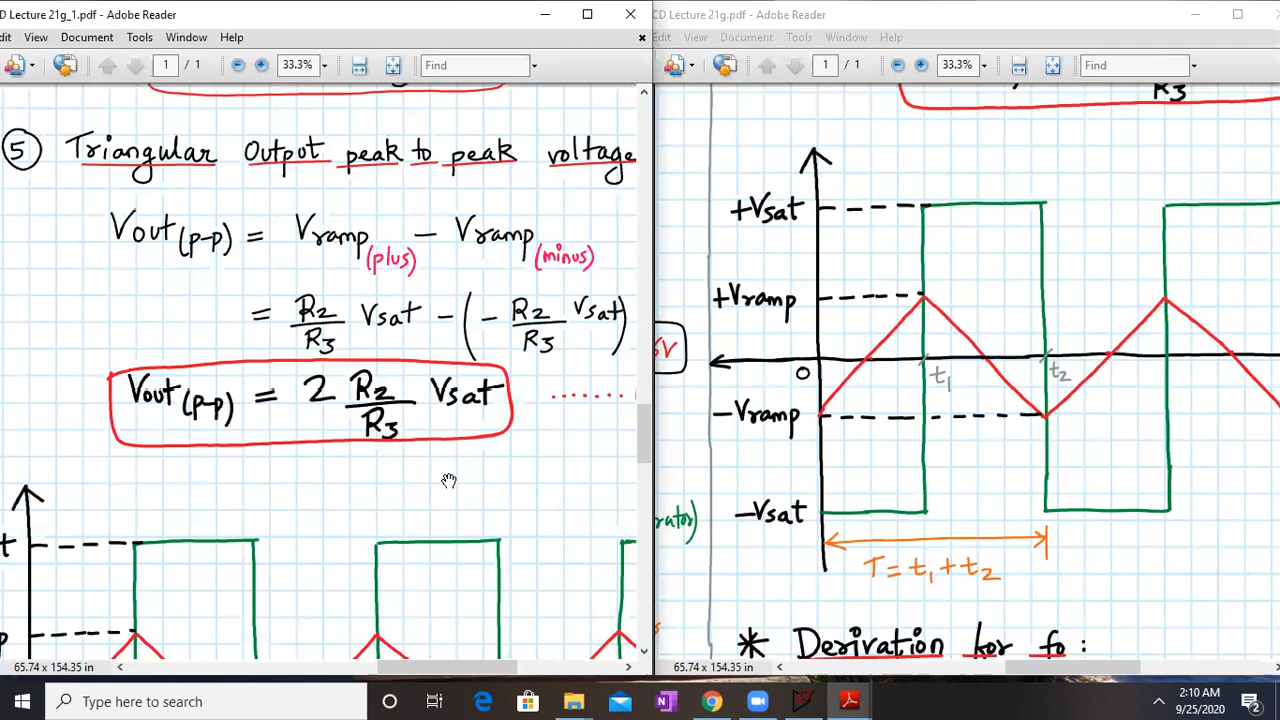 CD Lecture 21g_1.pdf - Adobe Reader
dit View Document Tools Window Help
1 / 1 33.3% Find
5 Triangular Output peak to peak voltage
Vout(p-p) = Vramp(plus) - Vramp(minus)
= R2/R3 Vsat - (- R2/R3 Vsat)
Vout(p-p) = 2 R2/R3 Vsat ........
t
p
65.74 x 154.35 in
CD Lecture 21g.pdf - Adobe Reader
Edit View Document Tools Window Help
1 / 1 33.3% Find
R3
+Vsat
+Vramp
V
0 t1 t2
-Vramp
-Vsat
rator)
T = t1 + t2
* Derivation for fo :
65.74 x 154.35 in
Type here to search
2:10 AM
9/25/2020
2